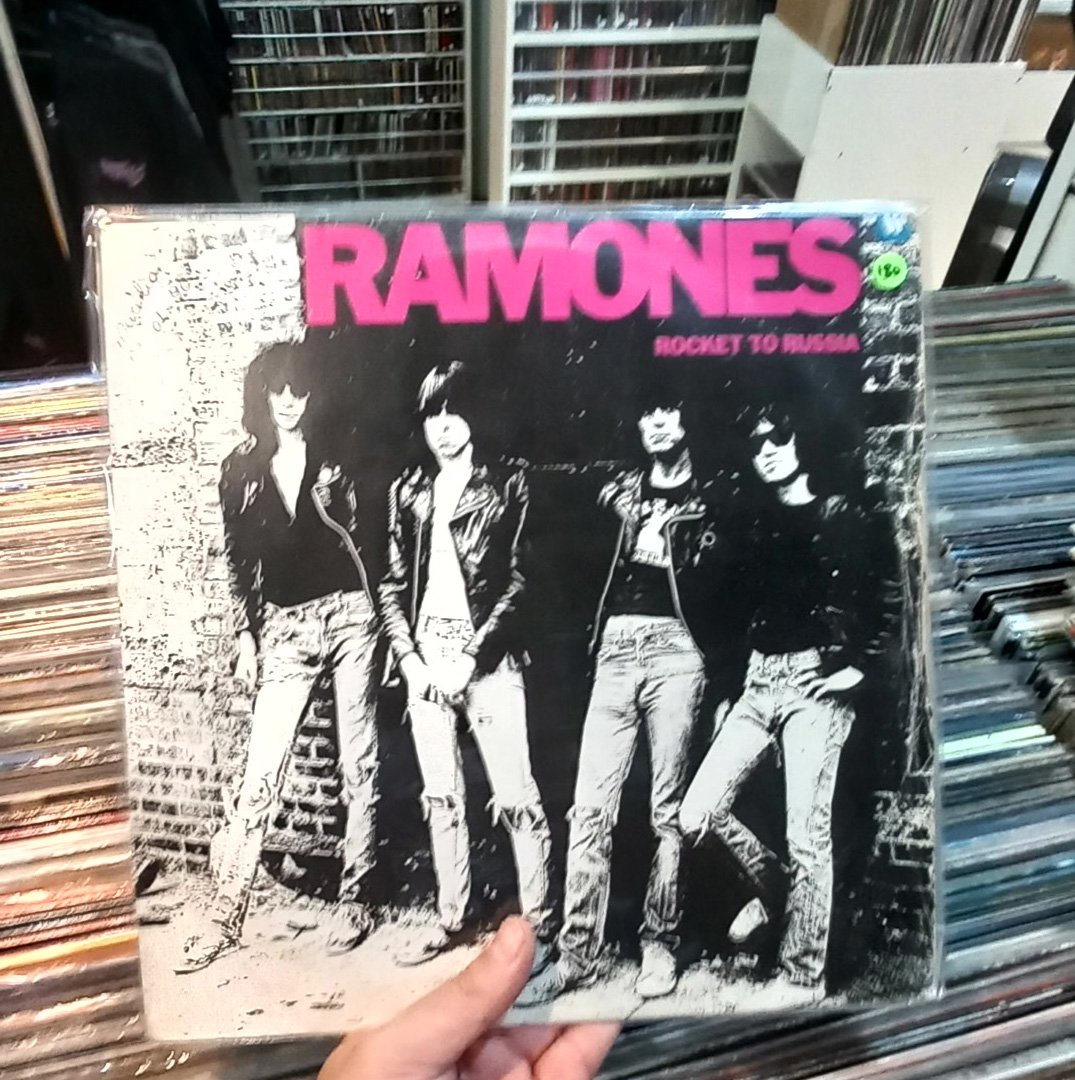 RAMONES
180
ROCKET TO RUSSIA